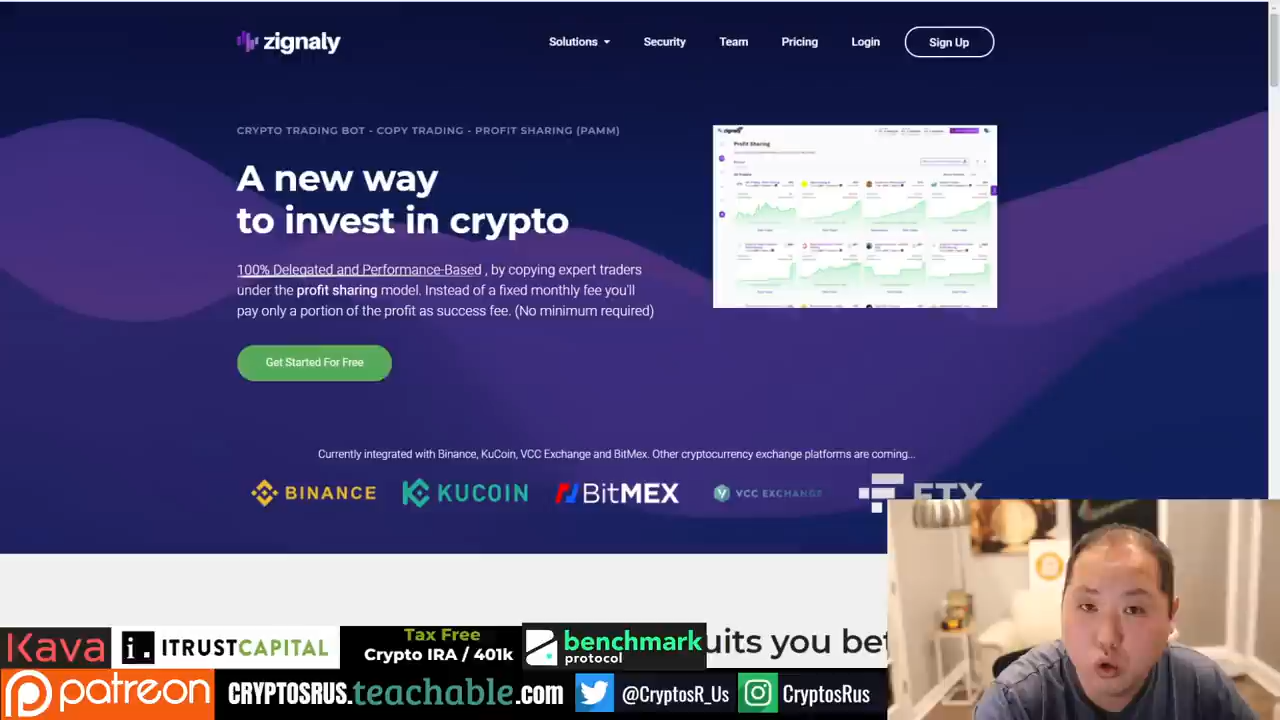 zignaly
Solutions
Security
Team
Pricing
Login
Sign Up
CRYPTO TRADING BOT - COPY TRADING - PROFIT SHARING (PAMM)
A new way
to invest in crypto
100% Delegated and Performance-Based , by copying expert traders
under the profit sharing model. Instead of a fixed monthly fee you'll
pay only a portion of the profit as success fee. (No minimum required)
Get Started For Free
Profit Sharing
Currently integrated with Binance, KuCoin, VCC Exchange and BitMex. Other cryptocurrency exchange platforms are coming...
BINANCE
KUCOIN
BitMEX
VCC EXCHANGE
FTX
uits you bet
Kava
i. ITRUSTCAPITAL
Tax Free
Crypto IRA / 401k
benchmark
protocol
patreon
CRYPTOSRUS.teachable.com
@CryptosR_Us
CryptosRus